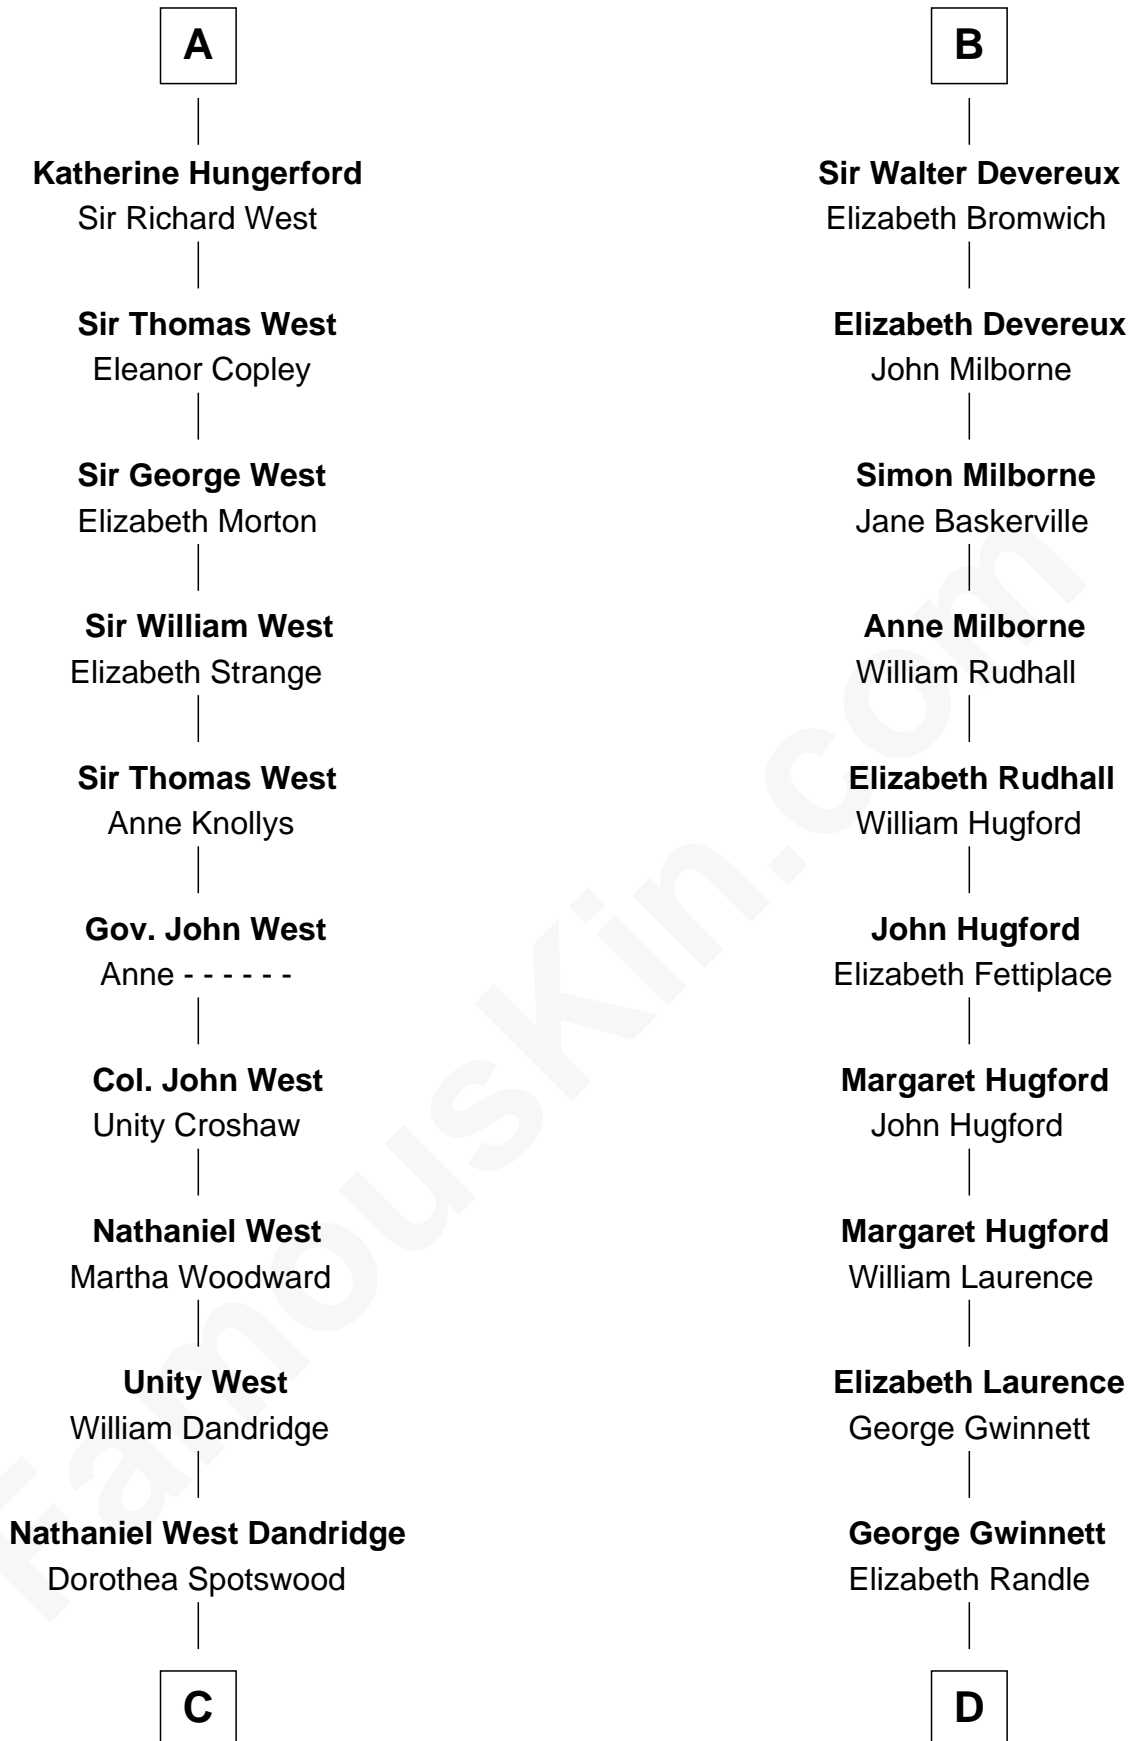 A
Katherine Hungerford
Sir Richard West
Sir Thomas West
Eleanor Copley
Sir George West
Elizabeth Morton
Sir William West
Elizabeth Strange
Sir Thomas West
Anne Knollys
Gov. John West
Anne - - - - - -
Col. John West
Unity Croshaw
Nathaniel West
Martha Woodward
Unity West
William Dandridge
Nathaniel West Dandridge
Dorothea Spotswood
C
B
Sir Walter Devereux
Elizabeth Bromwich
Elizabeth Devereux
John Milborne
Simon Milborne
Jane Baskerville
Anne Milborne
William Rudhall
Elizabeth Rudhall
William Hugford
John Hugford
Elizabeth Fettiplace
Margaret Hugford
John Hugford
Margaret Hugford
William Laurence
Elizabeth Laurence
George Gwinnett
George Gwinnett
Elizabeth Randle
D
FamousKin.com